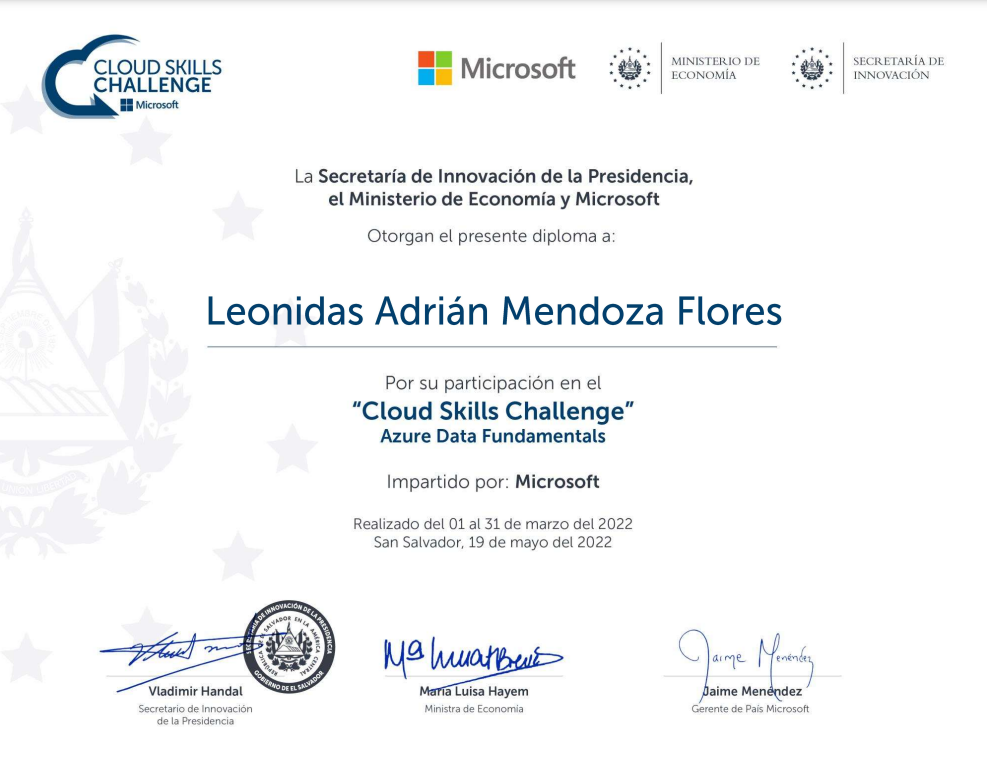 CLOUD SKILLS
CHALLENGE
Microsoft
Microsoft
MINISTERIO DE
ECONOMÍA
SECRETARÍA DE
INNOVACIÓN
La Secretaría de Innovación de la Presidencia,
el Ministerio de Economía y Microsoft
Otorgan el presente diploma a:
Leonidas Adrián Mendoza Flores
Por su participación en el
“Cloud Skills Challenge”
Azure Data Fundamentals
Impartido por: Microsoft
Realizado del 01 al 31 de marzo del 2022
San Salvador, 19 de mayo del 2022
SECRETARÍA DE INNOVACIÓN DE LA PRESIDENCIA
REPÚBLICA DE EL SALVADOR EN LA AMÉRICA CENTRAL
GOBIERNO DE EL SALVADOR
Jaime Menéndez
Vladimir Handal
Secretario de Innovación
de la Presidencia
María Luisa Hayem
Ministra de Economía
Jaime Menéndez
Gerente de País Microsoft